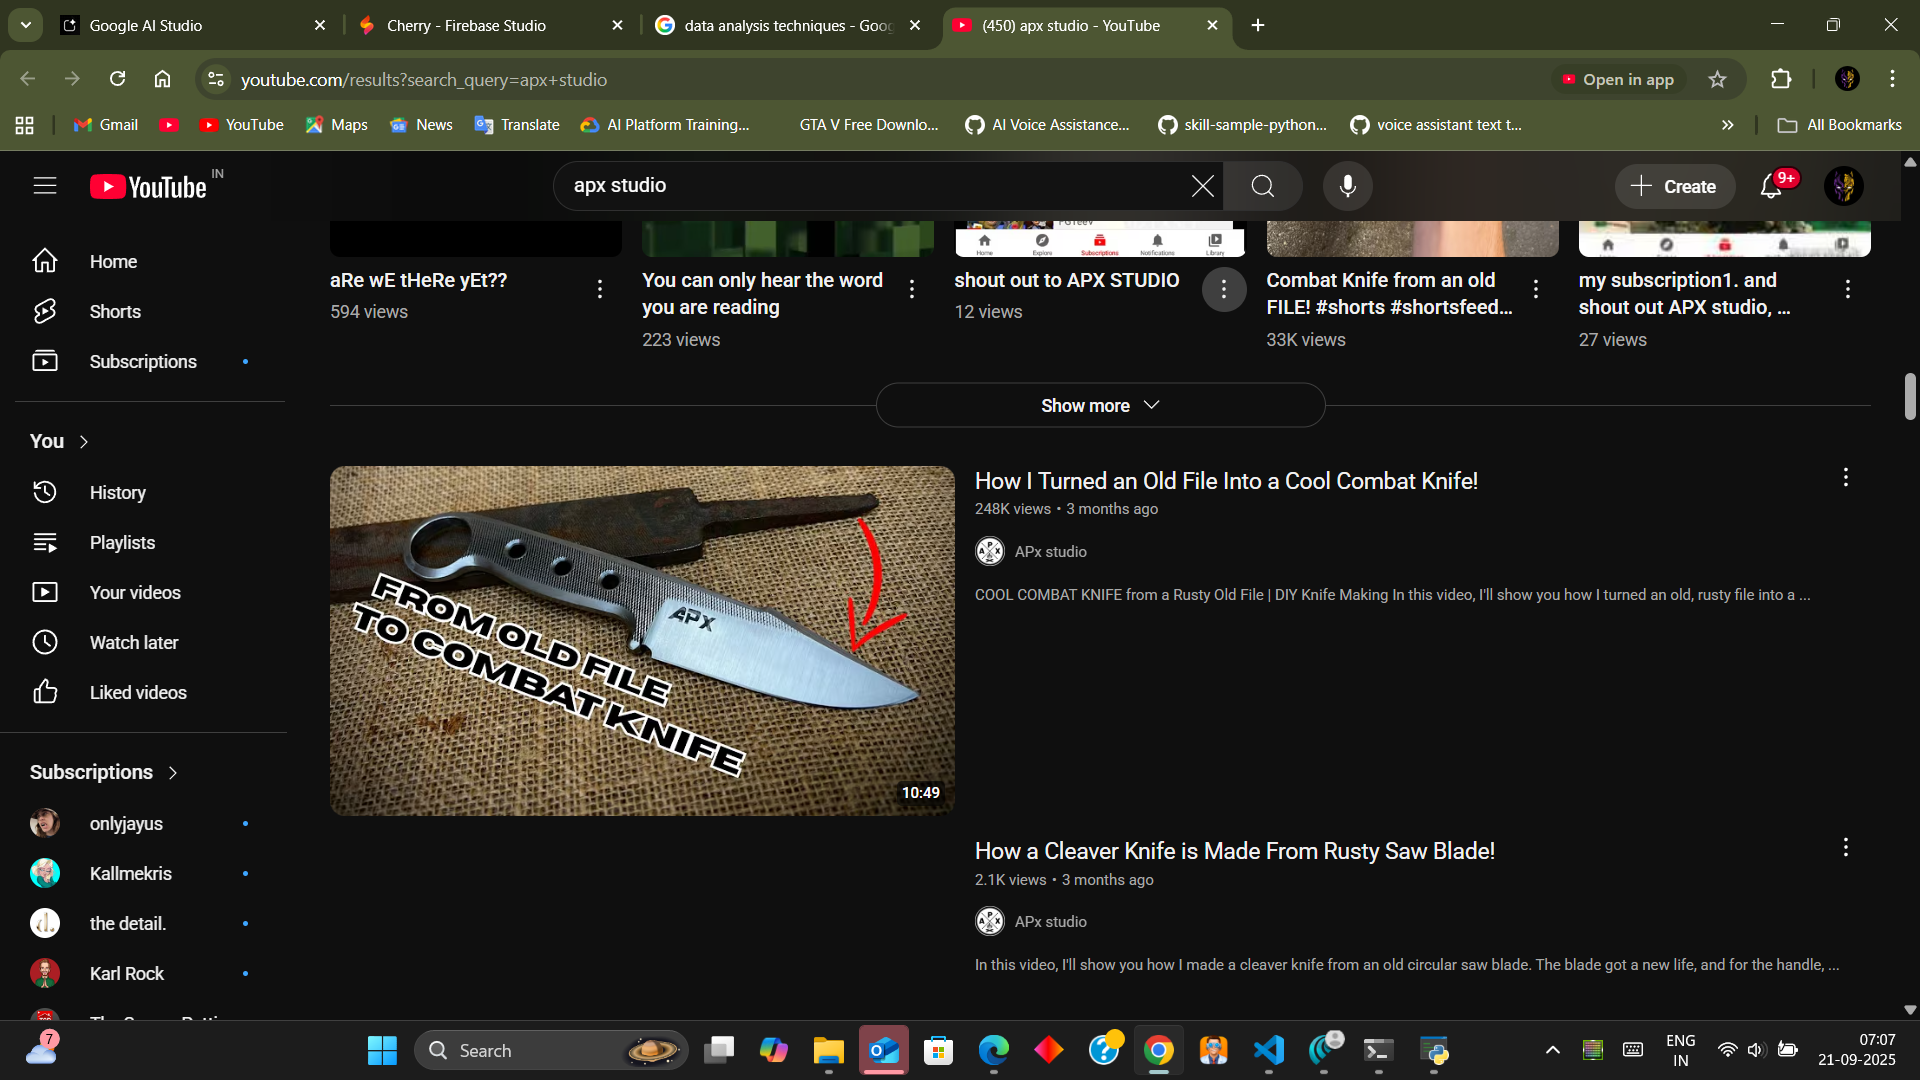 Google AI Studio
Cherry - Firebase Studio
data analysis techniques - Goog
(450) apx studio - YouTube
youtube.com/results?search_query=apx+studio
Open in app
Gmail
YouTube
Maps
News
Translate
AI Platform Training...
GTA V Free Downlo...
AI Voice Assistance...
skill-sample-python...
voice assistant text t...
All Bookmarks
YouTube IN
apx studio
Create
9+
Home
Shorts
Subscriptions
You
History
Playlists
Your videos
Watch later
Liked videos
Subscriptions
onlyjayus
Kallmekris
the detail.
Karl Rock
Home
Explore
Subscriptions
Notifications
Library
aRe wE tHeRe yEt??
594 views
You can only hear the word
you are reading
223 views
shout out to APX STUDIO
12 views
Combat Knife from an old
FILE! #shorts #shortsfeed...
33K views
my subscription1. and
shout out APX studio, ...
27 views
Show more
APX
FROM OLD FILE
TO COMBAT KNIFE
10:49
How I Turned an Old File Into a Cool Combat Knife!
248K views • 3 months ago
APX
APx studio
COOL COMBAT KNIFE from a Rusty Old File | DIY Knife Making In this video, I'll show you how I turned an old, rusty file into a ...
How a Cleaver Knife is Made From Rusty Saw Blade!
2.1K views • 3 months ago
APX
APx studio
In this video, I'll show you how I made a cleaver knife from an old circular saw blade. The blade got a new life, and for the handle, ...
7
Search
ENG
IN
07:07
21-09-2025